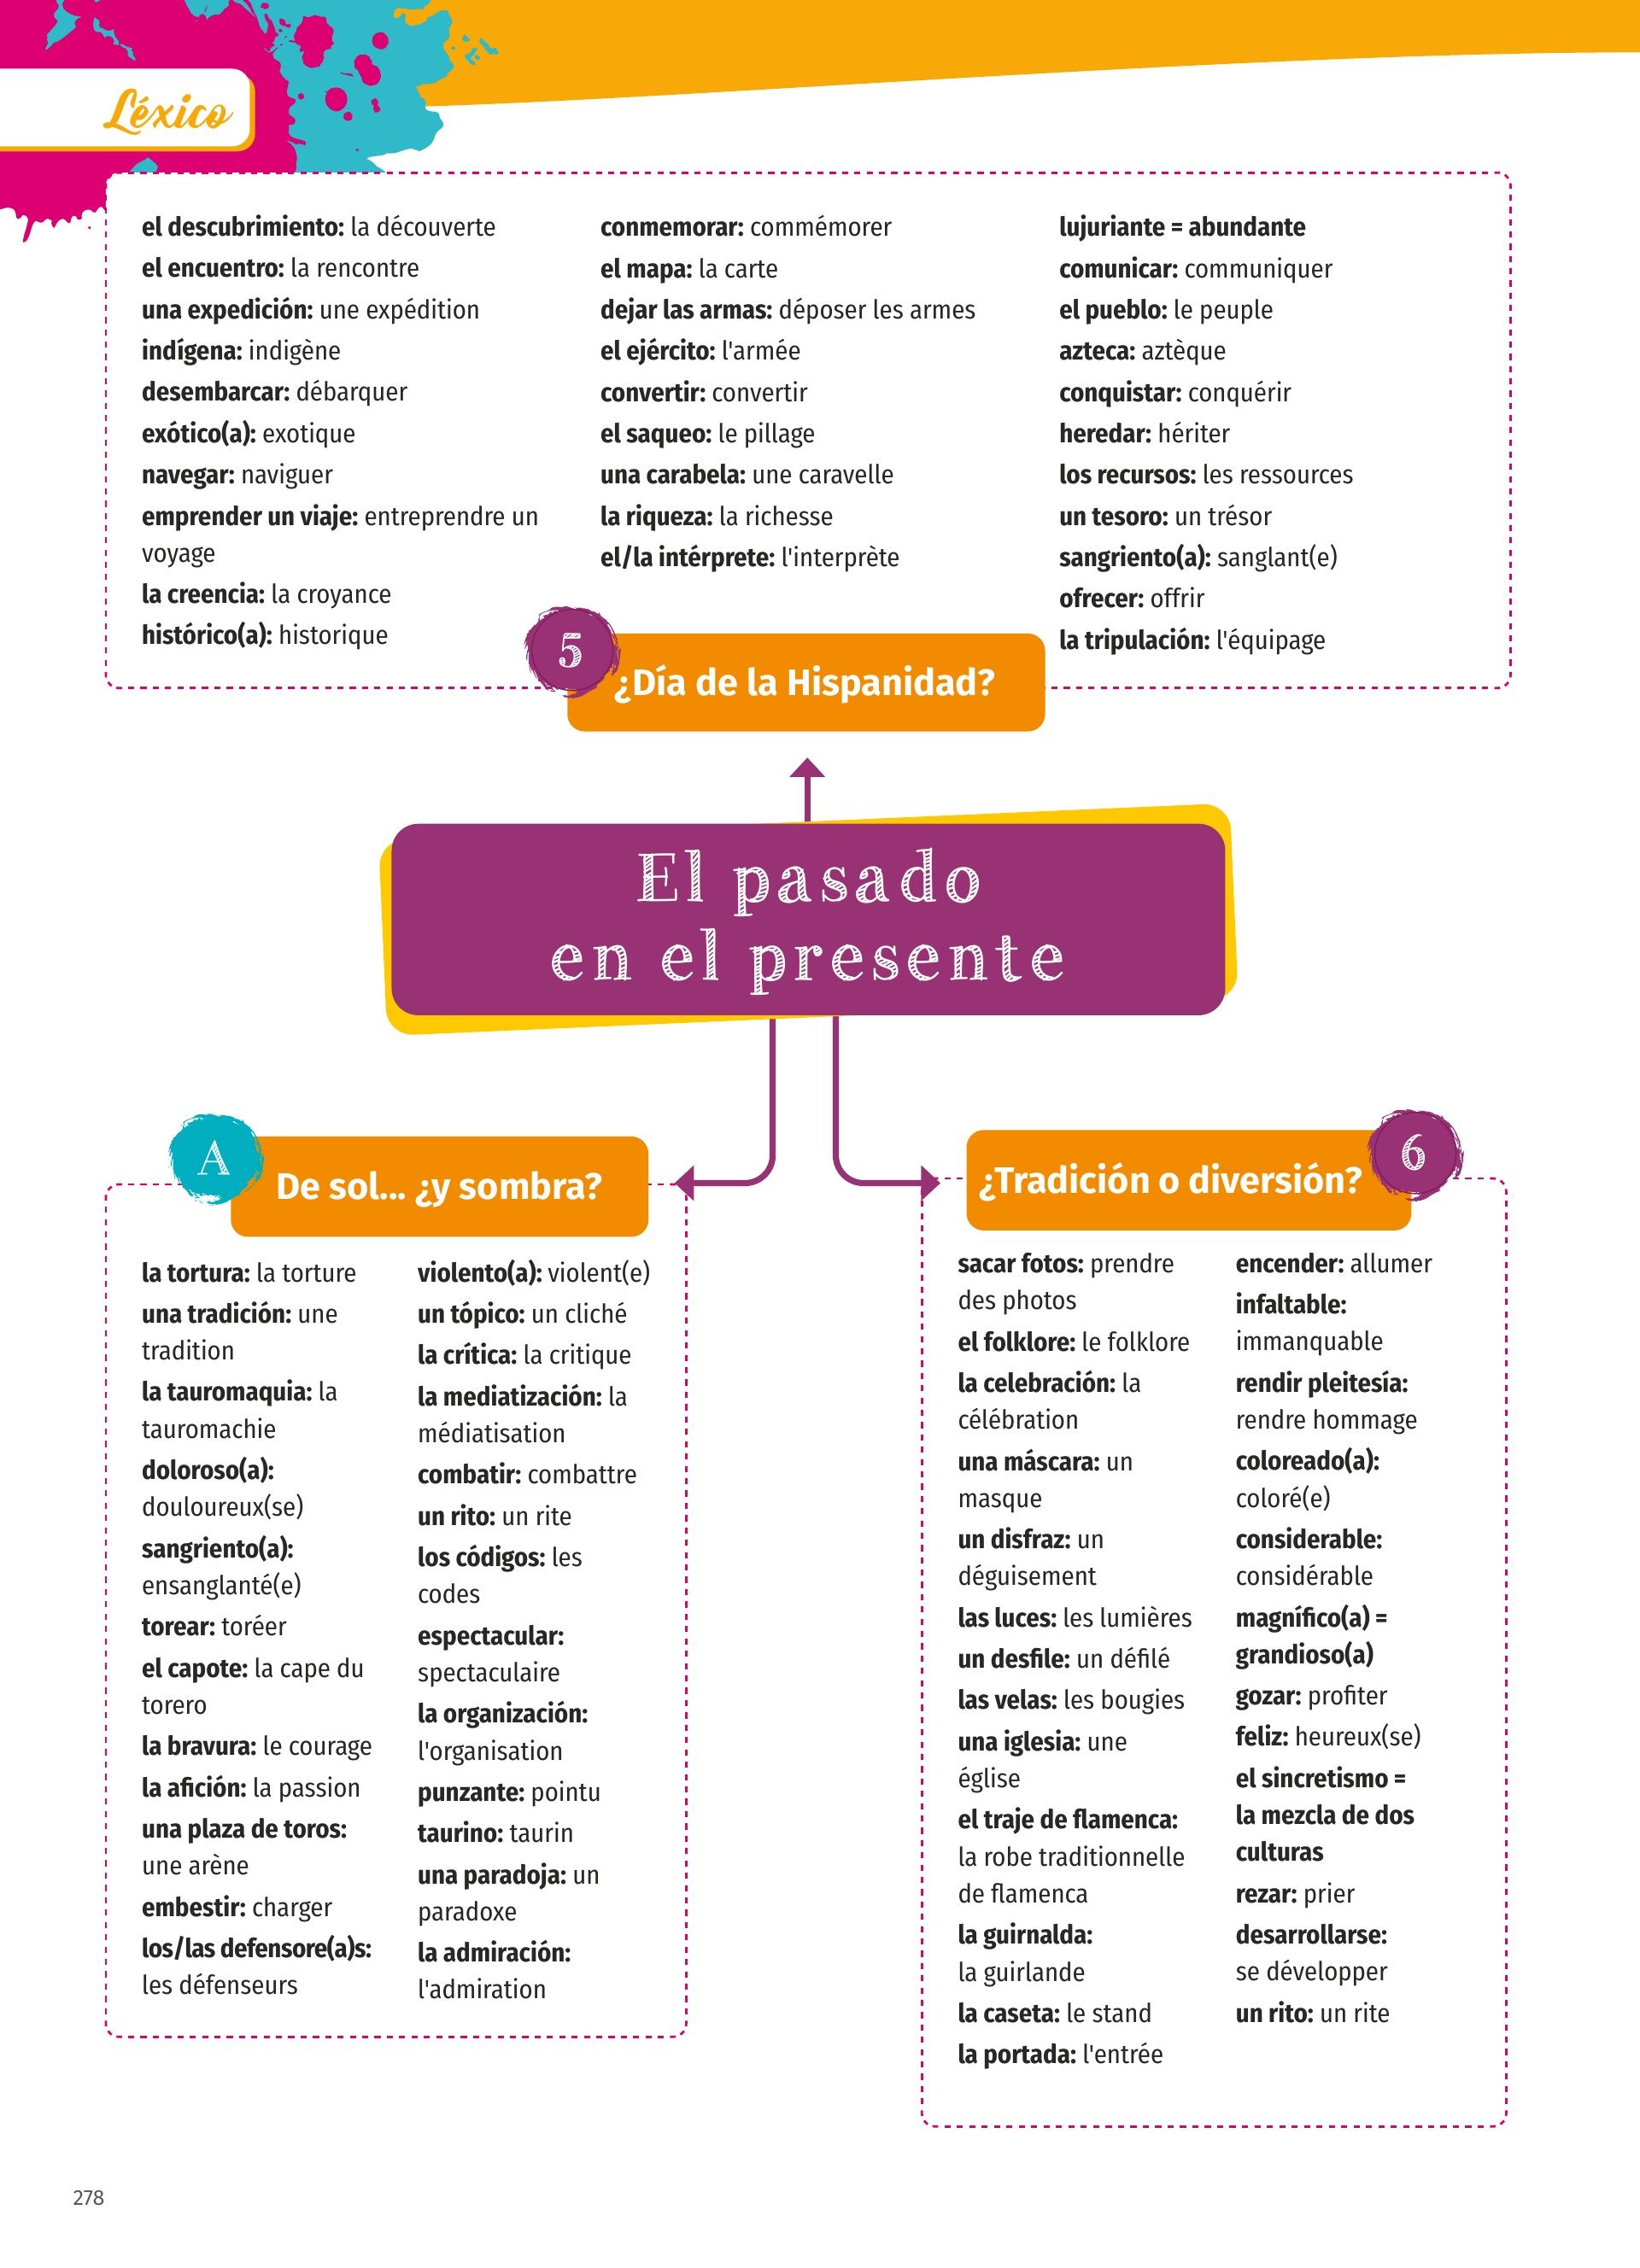 Léxico
el descubrimiento: la découverte
el encuentro: la rencontre
una expedición: une expédition
indígena: indigène
desembarcar: débarquer
exótico(a): exotique
navegar: naviguer
emprender un viaje: entreprendre un
voyage
la creencia: la croyance
histórico(a): historique
conmemorar: commémorer
el mapa: la carte
dejar las armas: déposer les armes
el ejército: l'armée
convertir: convertir
el saqueo: le pillage
una carabela: une caravelle
la riqueza: la richesse
el/la intérprete: l'interprète
lujuriante = abundante
comunicar: communiquer
el pueblo: le peuple
azteca: aztèque
conquistar: conquérir
heredar: hériter
los recursos: les ressources
un tesoro: un trésor
sangriento(a): sanglant(e)
ofrecer: offrir
la tripulación: l'équipage
5
¿Día de la Hispanidad?
El pasado
en el presente
A
De sol... ¿y sombra?
la tortura: la torture
una tradición: une
tradition
la tauromaquia: la
tauromachie
doloroso(a):
douloureux(se)
sangriento(a):
ensanglanté(e)
torear: toréer
el capote: la cape du
torero
la bravura: le courage
la afición: la passion
una plaza de toros:
une arène
embestir: charger
los/las defensore(a)s:
les défenseurs
violento(a): violent(e)
un tópico: un cliché
la crítica: la critique
la mediatización: la
médiatisation
combatir: combattre
un rito: un rite
los códigos: les
codes
espectacular:
spectaculaire
la organización:
l'organisation
punzante: pointu
taurino: taurin
una paradoja: un
paradoxe
la admiración:
l'admiration
6
¿Tradición o diversión?
sacar fotos: prendre
des photos
el folklore: le folklore
la celebración: la
célébration
una máscara: un
masque
un disfraz: un
déguisement
las luces: les lumières
un desfile: un défilé
las velas: les bougies
una iglesia: une
église
el traje de flamenca:
la robe traditionnelle
de flamenca
la guirnalda:
la guirlande
la caseta: le stand
la portada: l'entrée
encender: allumer
infaltable:
immanquable
rendir pleitesía:
rendre hommage
coloreado(a):
coloré(e)
considerable:
considérable
magnífico(a) =
grandioso(a)
gozar: profiter
feliz: heureux(se)
el sincretismo =
la mezcla de dos
culturas
rezar: prier
desarrollarse:
se développer
un rito: un rite
278